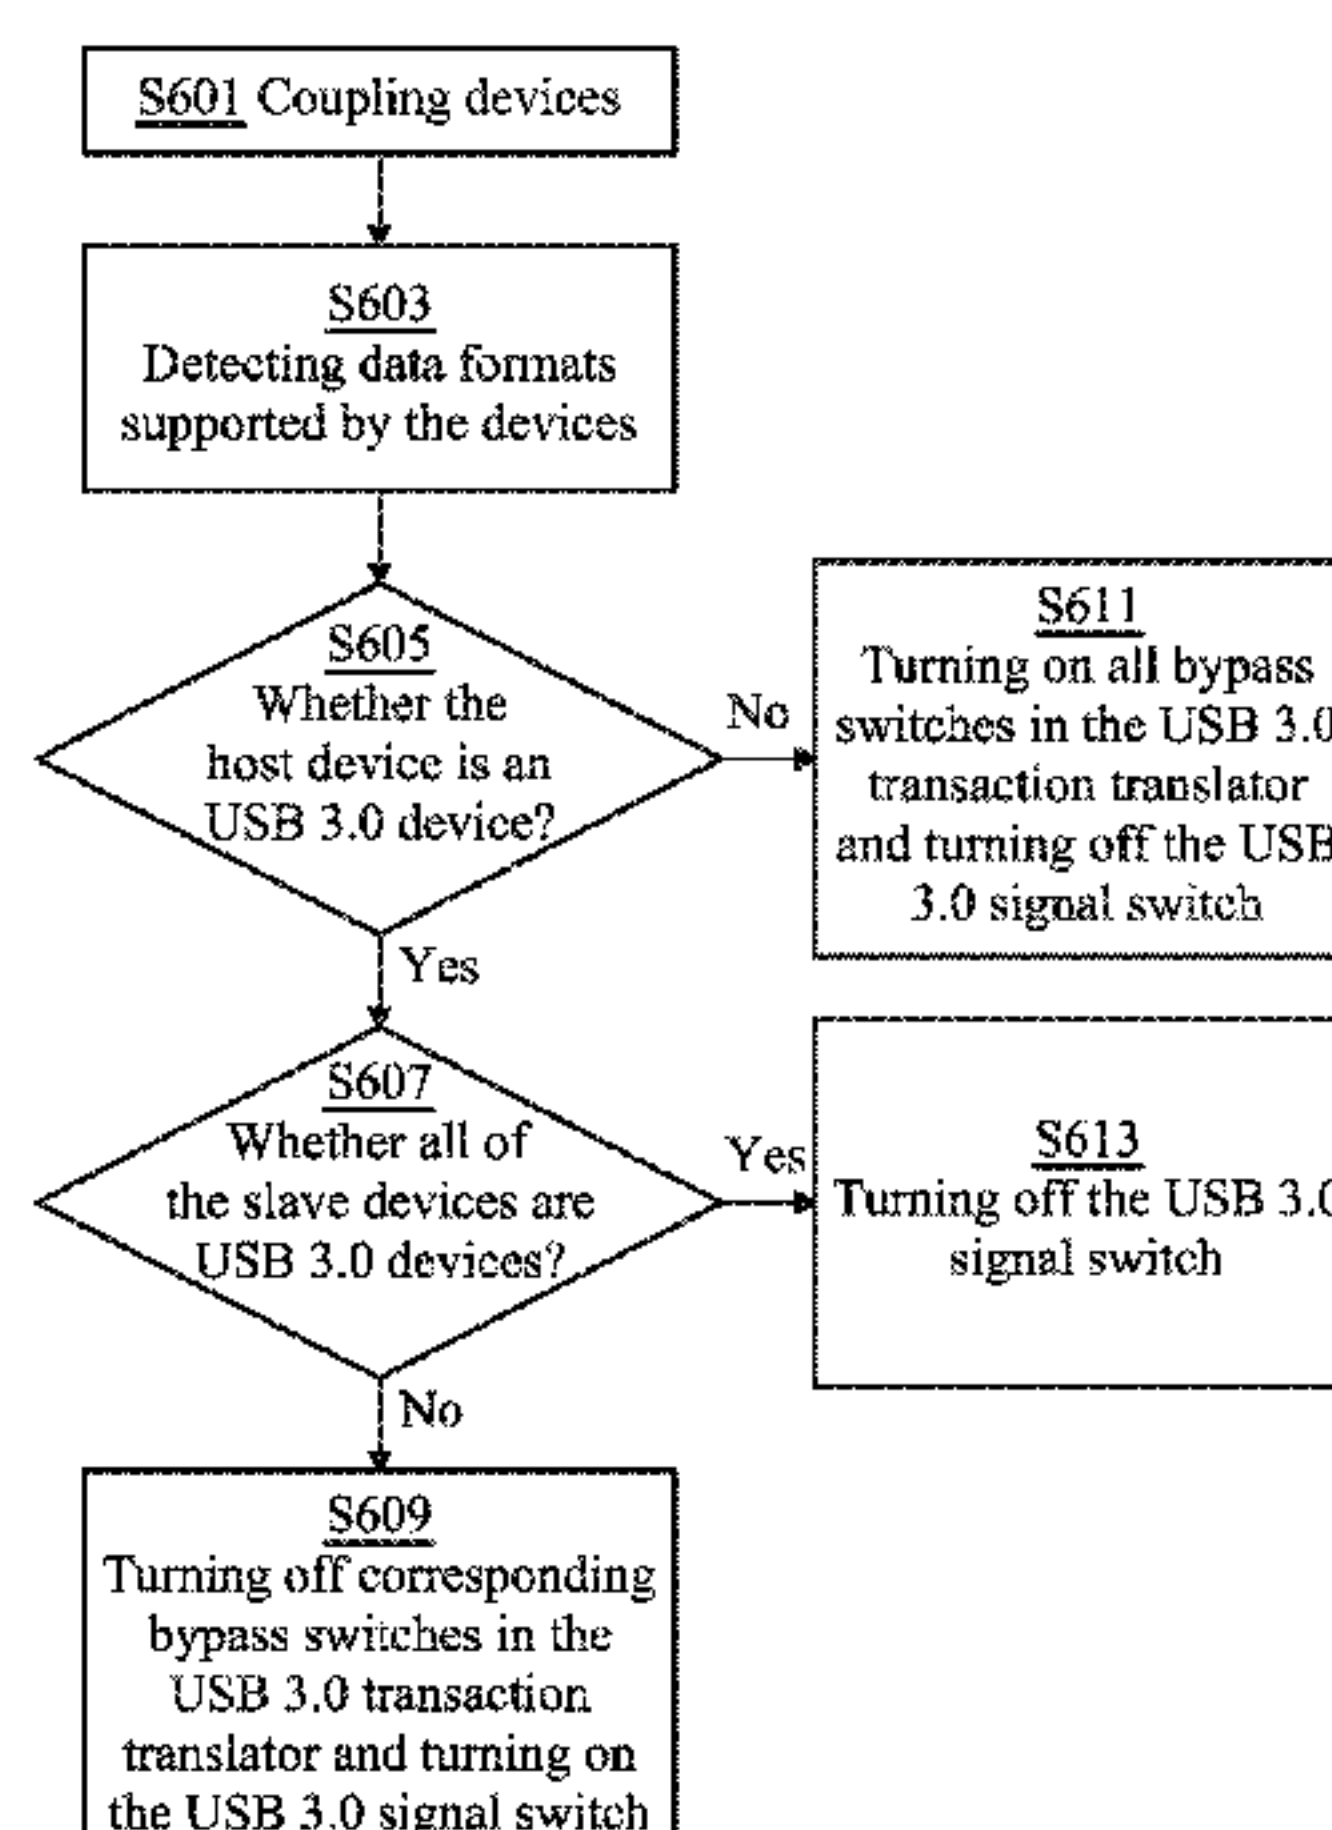 S601 Coupling devices
S603
Detecting data formats
supported by the devices
S605
Whether the
host device is an
USB 3.0 device?
No
S611
Turning on all bypass
switches in the USB 3.0
transaction translator
and turning off the USB
3.0 signal switch
Yes
S607
Whether all of
the slave devices are
USB 3.0 devices?
Yes
S613
Turning off the USB 3.0
signal switch
No
S609
Turning off corresponding
bypass switches in the
USB 3.0 transaction
translator and turning on
the USB 3.0 signal switch